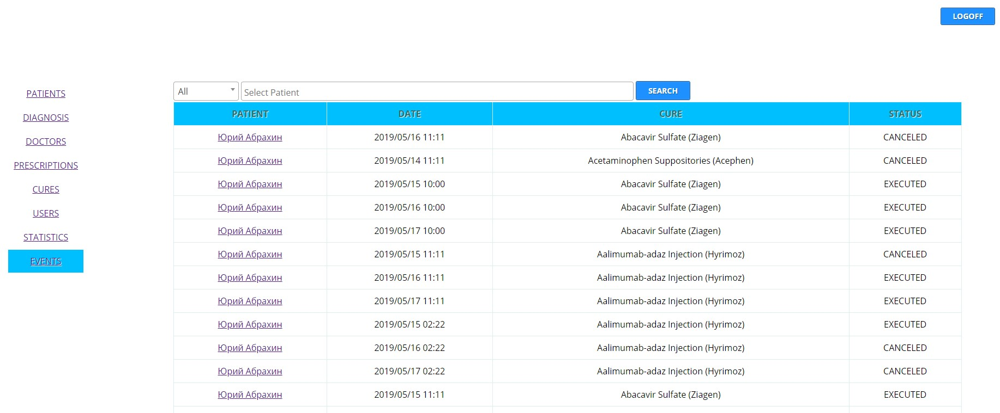 LOGOFF
PATIENTS
DIAGNOSIS
DOCTORS
PRESCRIPTIONS
CURES
USERS
STATISTICS
EVENTS
All Select Patient SEARCH
PATIENT DATE CURE STATUS
Юрий Абрахин 2019/05/16 11:11 Abacavir Sulfate (Ziagen) CANCELED
Юрий Абрахин 2019/05/14 11:11 Acetaminophen Suppositories (Acephen) CANCELED
Юрий Абрахин 2019/05/15 10:00 Abacavir Sulfate (Ziagen) EXECUTED
Юрий Абрахин 2019/05/16 10:00 Abacavir Sulfate (Ziagen) EXECUTED
Юрий Абрахин 2019/05/17 10:00 Abacavir Sulfate (Ziagen) EXECUTED
Юрий Абрахин 2019/05/15 11:11 Aalimumab-adaz Injection (Hyrimoz) CANCELED
Юрий Абрахин 2019/05/16 11:11 Aalimumab-adaz Injection (Hyrimoz) EXECUTED
Юрий Абрахин 2019/05/17 11:11 Aalimumab-adaz Injection (Hyrimoz) EXECUTED
Юрий Абрахин 2019/05/15 02:22 Aalimumab-adaz Injection (Hyrimoz) EXECUTED
Юрий Абрахин 2019/05/16 02:22 Aalimumab-adaz Injection (Hyrimoz) CANCELED
Юрий Абрахин 2019/05/17 02:22 Aalimumab-adaz Injection (Hyrimoz) CANCELED
Юрий Абрахин 2019/05/15 11:11 Abacavir Sulfate (Ziagen) EXECUTED